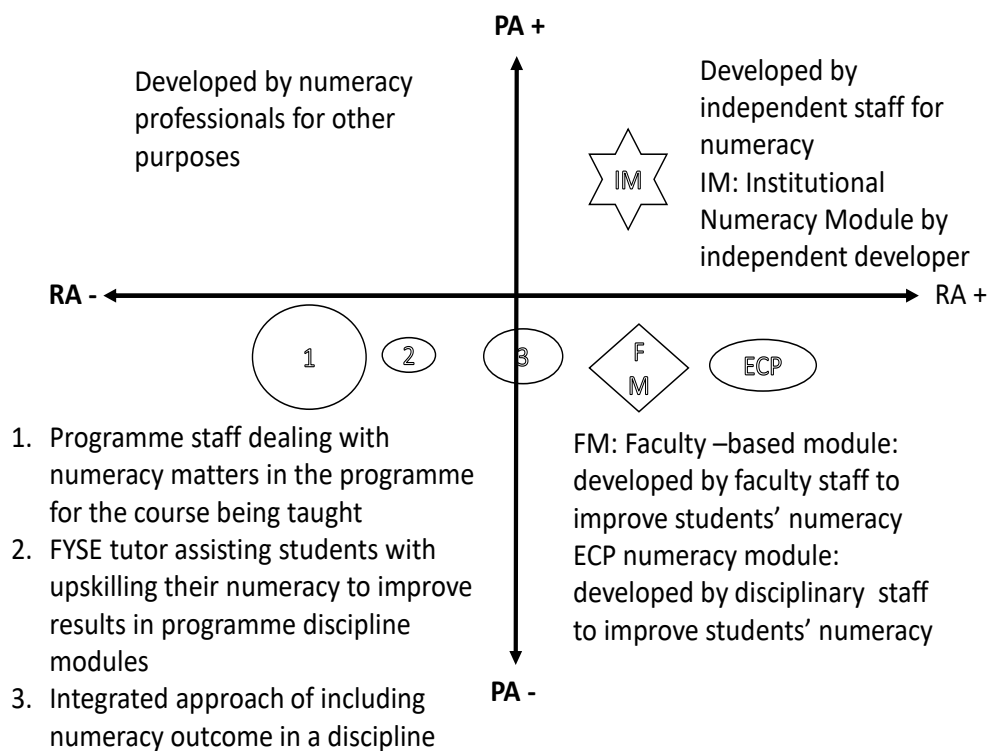 PA +
Developed by numeracy
professionals for other
purposes
Developed by
independent staff for
numeracy
IM: Institutional
Numeracy Module by
independent developer
IM
RA -
RA +
1
2
3
F
M
ECP
1. Programme staff dealing with
numeracy matters in the programme
for the course being taught
2. FYSE tutor assisting students with
upskilling their numeracy to improve
results in programme discipline
modules
3. Integrated approach of including
numeracy outcome in a discipline
FM: Faculty –based module:
developed by faculty staff to
improve students’ numeracy
ECP numeracy module:
developed by disciplinary staff
to improve students’ numeracy
PA -